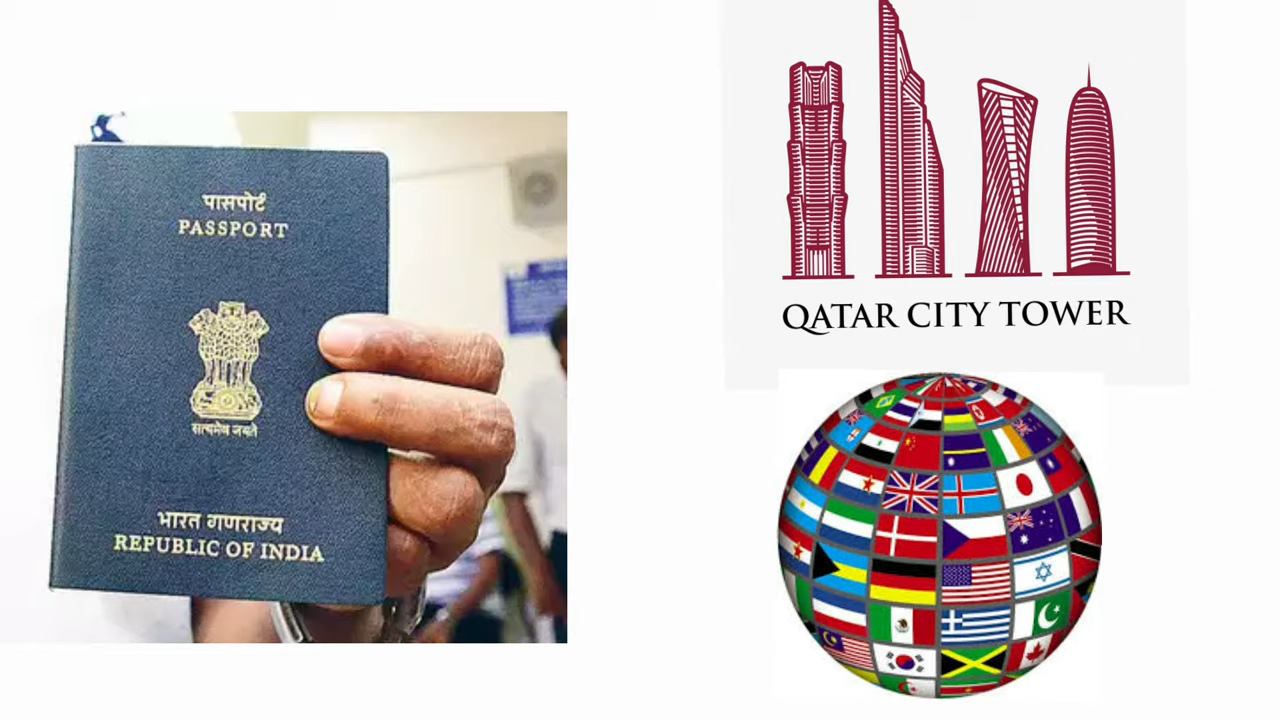 पासपोर्ट
PASSPORT
सत्यमेव जयते
भारत गणराज्य
REPUBLIC OF INDIA
QATAR CITY TOWER